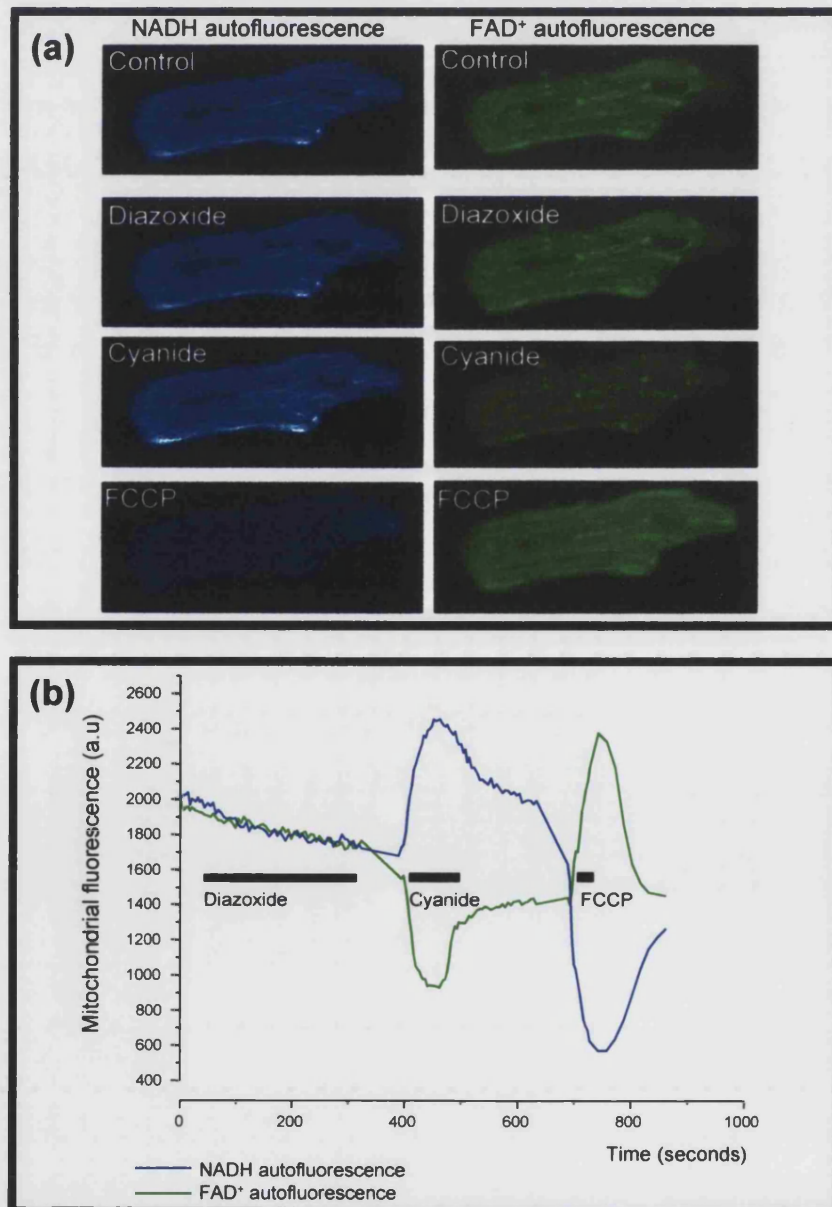 NADH autofluorescence FAD⁺ autofluorescence
(a)
Control Control
Diazoxide Diazoxide
Cyanide Cyanide
FCCP FCCP
(b)
Mitochondrial fluorescence (a.u)
2600
2400
2200
2000
1800
1600
1400
1200
1000
800
600
400
Diazoxide Cyanide FCCP
0 200 400 600 800 1000
Time (seconds)
NADH autofluorescence
FAD⁺ autofluorescence